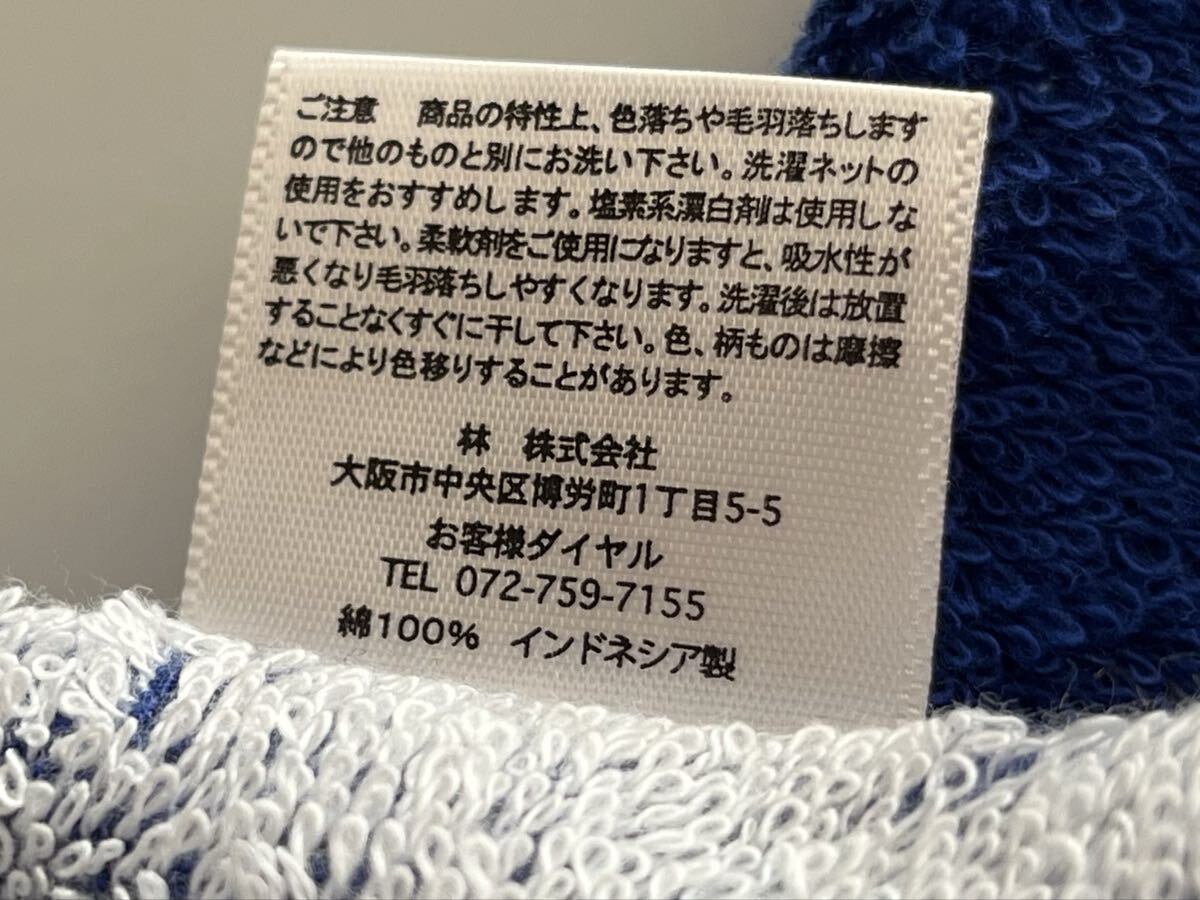 ご注意　商品の特性上、色落ちや毛羽落ちします
ので他のものと別にお洗い下さい。洗濯ネットの
使用をおすすめします。塩素系漂白剤は使用しな
いで下さい。柔軟剤をご使用になりますと、吸水性が
悪くなり毛羽落ちしやすくなります。洗濯後は放置
することなくすぐに干して下さい。色、柄ものは摩擦
などにより色移りすることがあります。
林　株式会社
大阪市中央区博労町1丁目5-5
お客様ダイヤル
TEL 072-759-7155
綿100%　インドネシア製